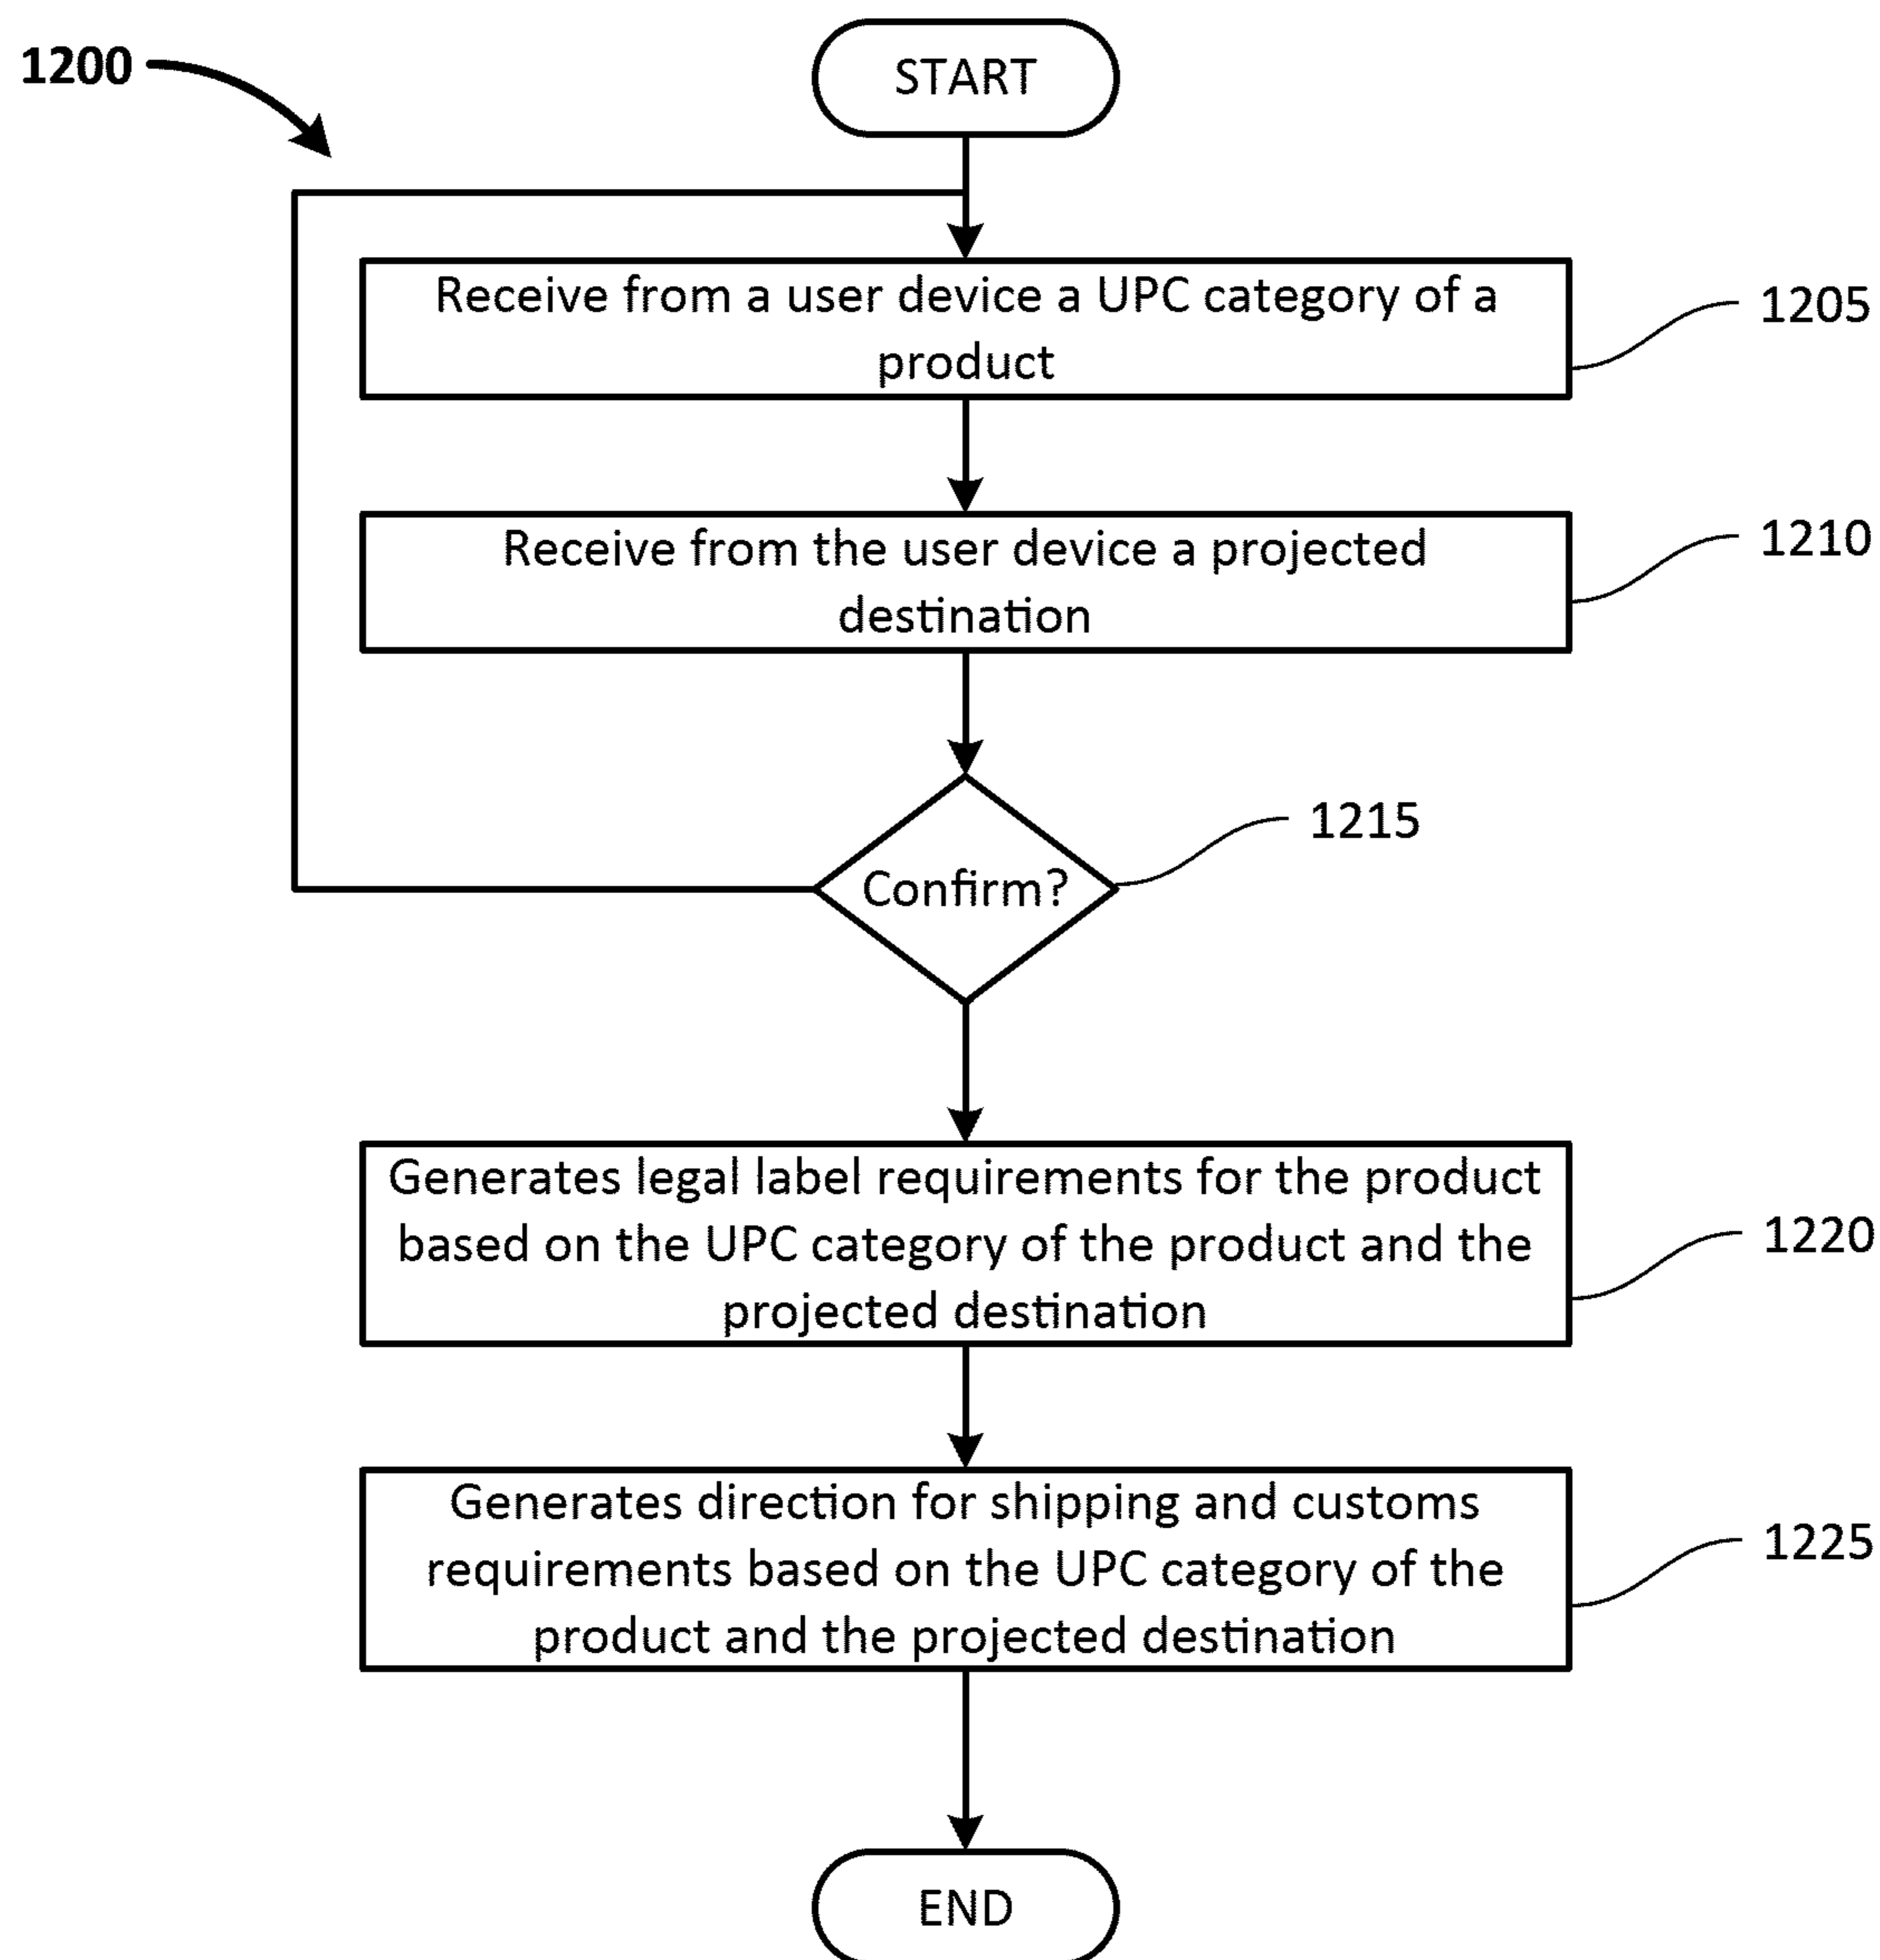 1200
START
Receive from a user device a UPC category of a
product
1205
Receive from the user device a projected
destination
1210
Confirm?
1215
Generates legal label requirements for the product
based on the UPC category of the product and the
projected destination
1220
Generates direction for shipping and customs
requirements based on the UPC category of the
product and the projected destination
1225
END